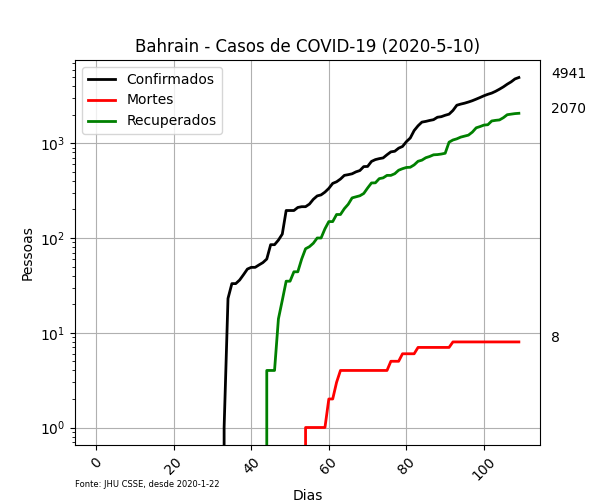 Bahrain - Casos de COVID-19 (2020-5-10)
Confirmados
Mortes
Recuperados
4941
2070
8
Pessoas
10³
10²
10¹
10⁰
0 20 40 60 80 100
Fonte: JHU CSSE, desde 2020-1-22
Dias